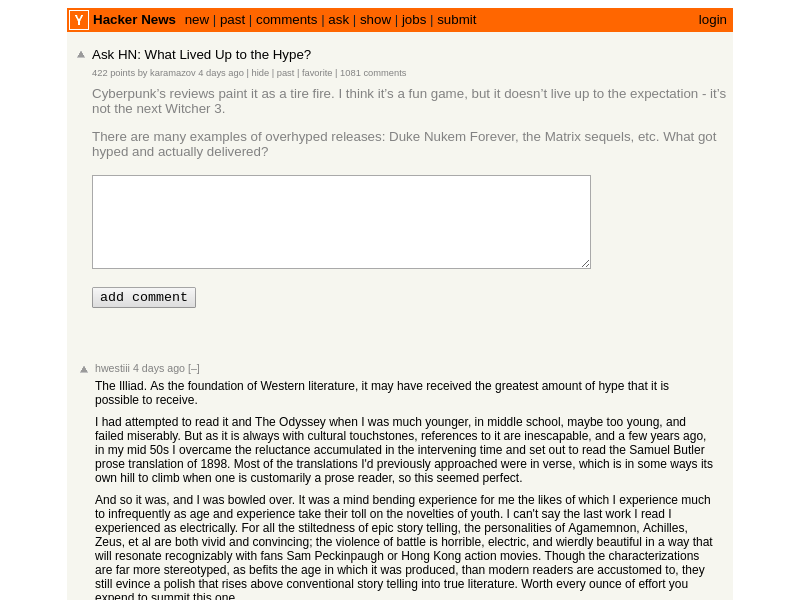 Y Hacker News new | past | comments | ask | show | jobs | submit login
Ask HN: What Lived Up to the Hype?
422 points by karamazov 4 days ago | hide | past | favorite | 1081 comments
Cyberpunk's reviews paint it as a tire fire. I think it's a fun game, but it doesn't live up to the expectation - it's
not the next Witcher 3.
There are many examples of overhyped releases: Duke Nukem Forever, the Matrix sequels, etc. What got
hyped and actually delivered?
add comment
hwestiii 4 days ago [–]
The Illiad. As the foundation of Western literature, it may have received the greatest amount of hype that it is
possible to receive.
I had attempted to read it and The Odyssey when I was much younger, in middle school, maybe too young, and
failed miserably. But as it is always with cultural touchstones, references to it are inescapable, and a few years ago,
in my mid 50s I overcame the reluctance accumulated in the intervening time and set out to read the Samuel Butler
prose translation of 1898. Most of the translations I'd previously approached were in verse, which is in some ways its
own hill to climb when one is customarily a prose reader, so this seemed perfect.
And so it was, and I was bowled over. It was a mind bending experience for me the likes of which I experience much
to infrequently as age and experience take their toll on the novelties of youth. I can't say the last work I read I
experienced as electrically. For all the stiltedness of epic story telling, the personalities of Agamemnon, Achilles,
Zeus, et al are both vivid and convincing; the violence of battle is horrible, electric, and wierdly beautiful in a way that
will resonate recognizably with fans Sam Peckinpaugh or Hong Kong action movies. Though the characterizations
are far more stereotyped, as befits the age in which it was produced, than modern readers are accustomed to, they
still evince a polish that rises above conventional story telling into true literature. Worth every ounce of effort you
expend to summit this one.